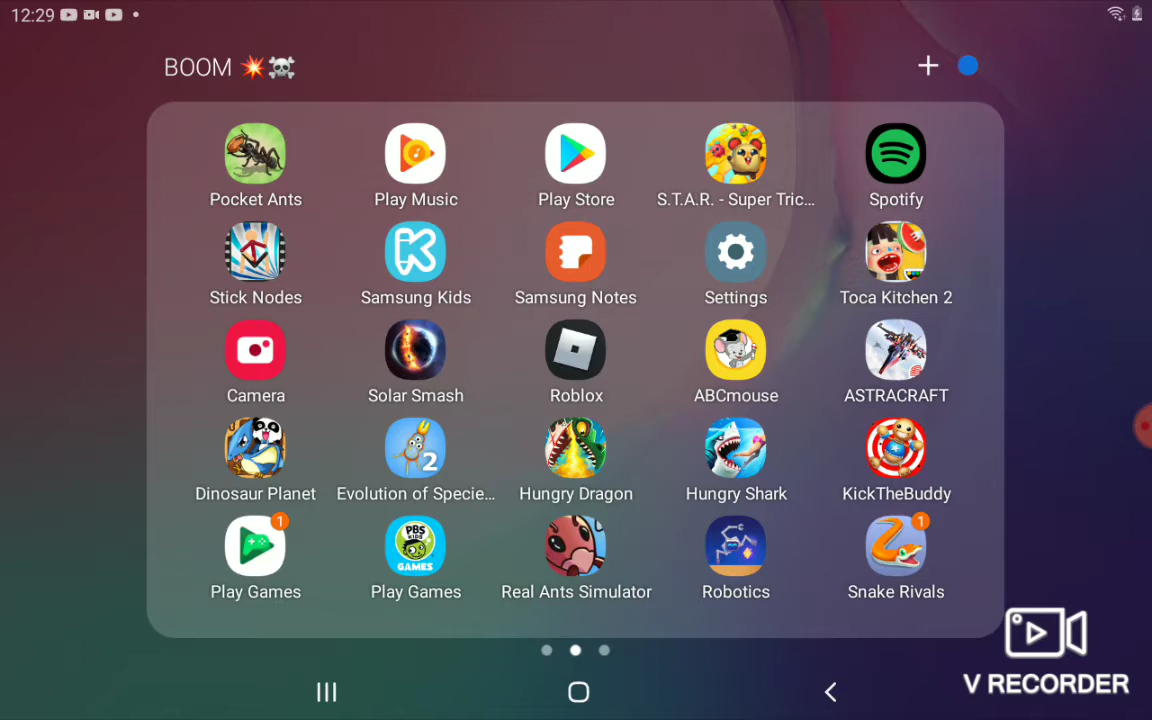 12:29
BOOM 💥☠️
Pocket Ants
Play Music
Play Store
S.T.A.R. - Super Tric...
Spotify
Stick Nodes
Samsung Kids
Samsung Notes
Settings
Toca Kitchen 2
Camera
Solar Smash
Roblox
ABCmouse
ASTRACRAFT
2
Dinosaur Planet
Evolution of Specie...
Hungry Dragon
Hungry Shark
KickTheBuddy
1
PBS
KIDS
GAMES
1
Play Games
Play Games
Real Ants Simulator
Robotics
Snake Rivals
V RECORDER